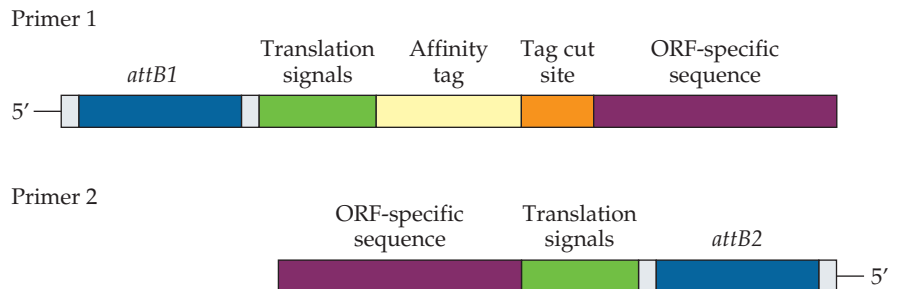 Primer 1
Translation Affinity Tag cut ORF-specific
attB1 signals tag site sequence
5′
Primer 2
ORF-specific Translation
sequence signals attB2
5′